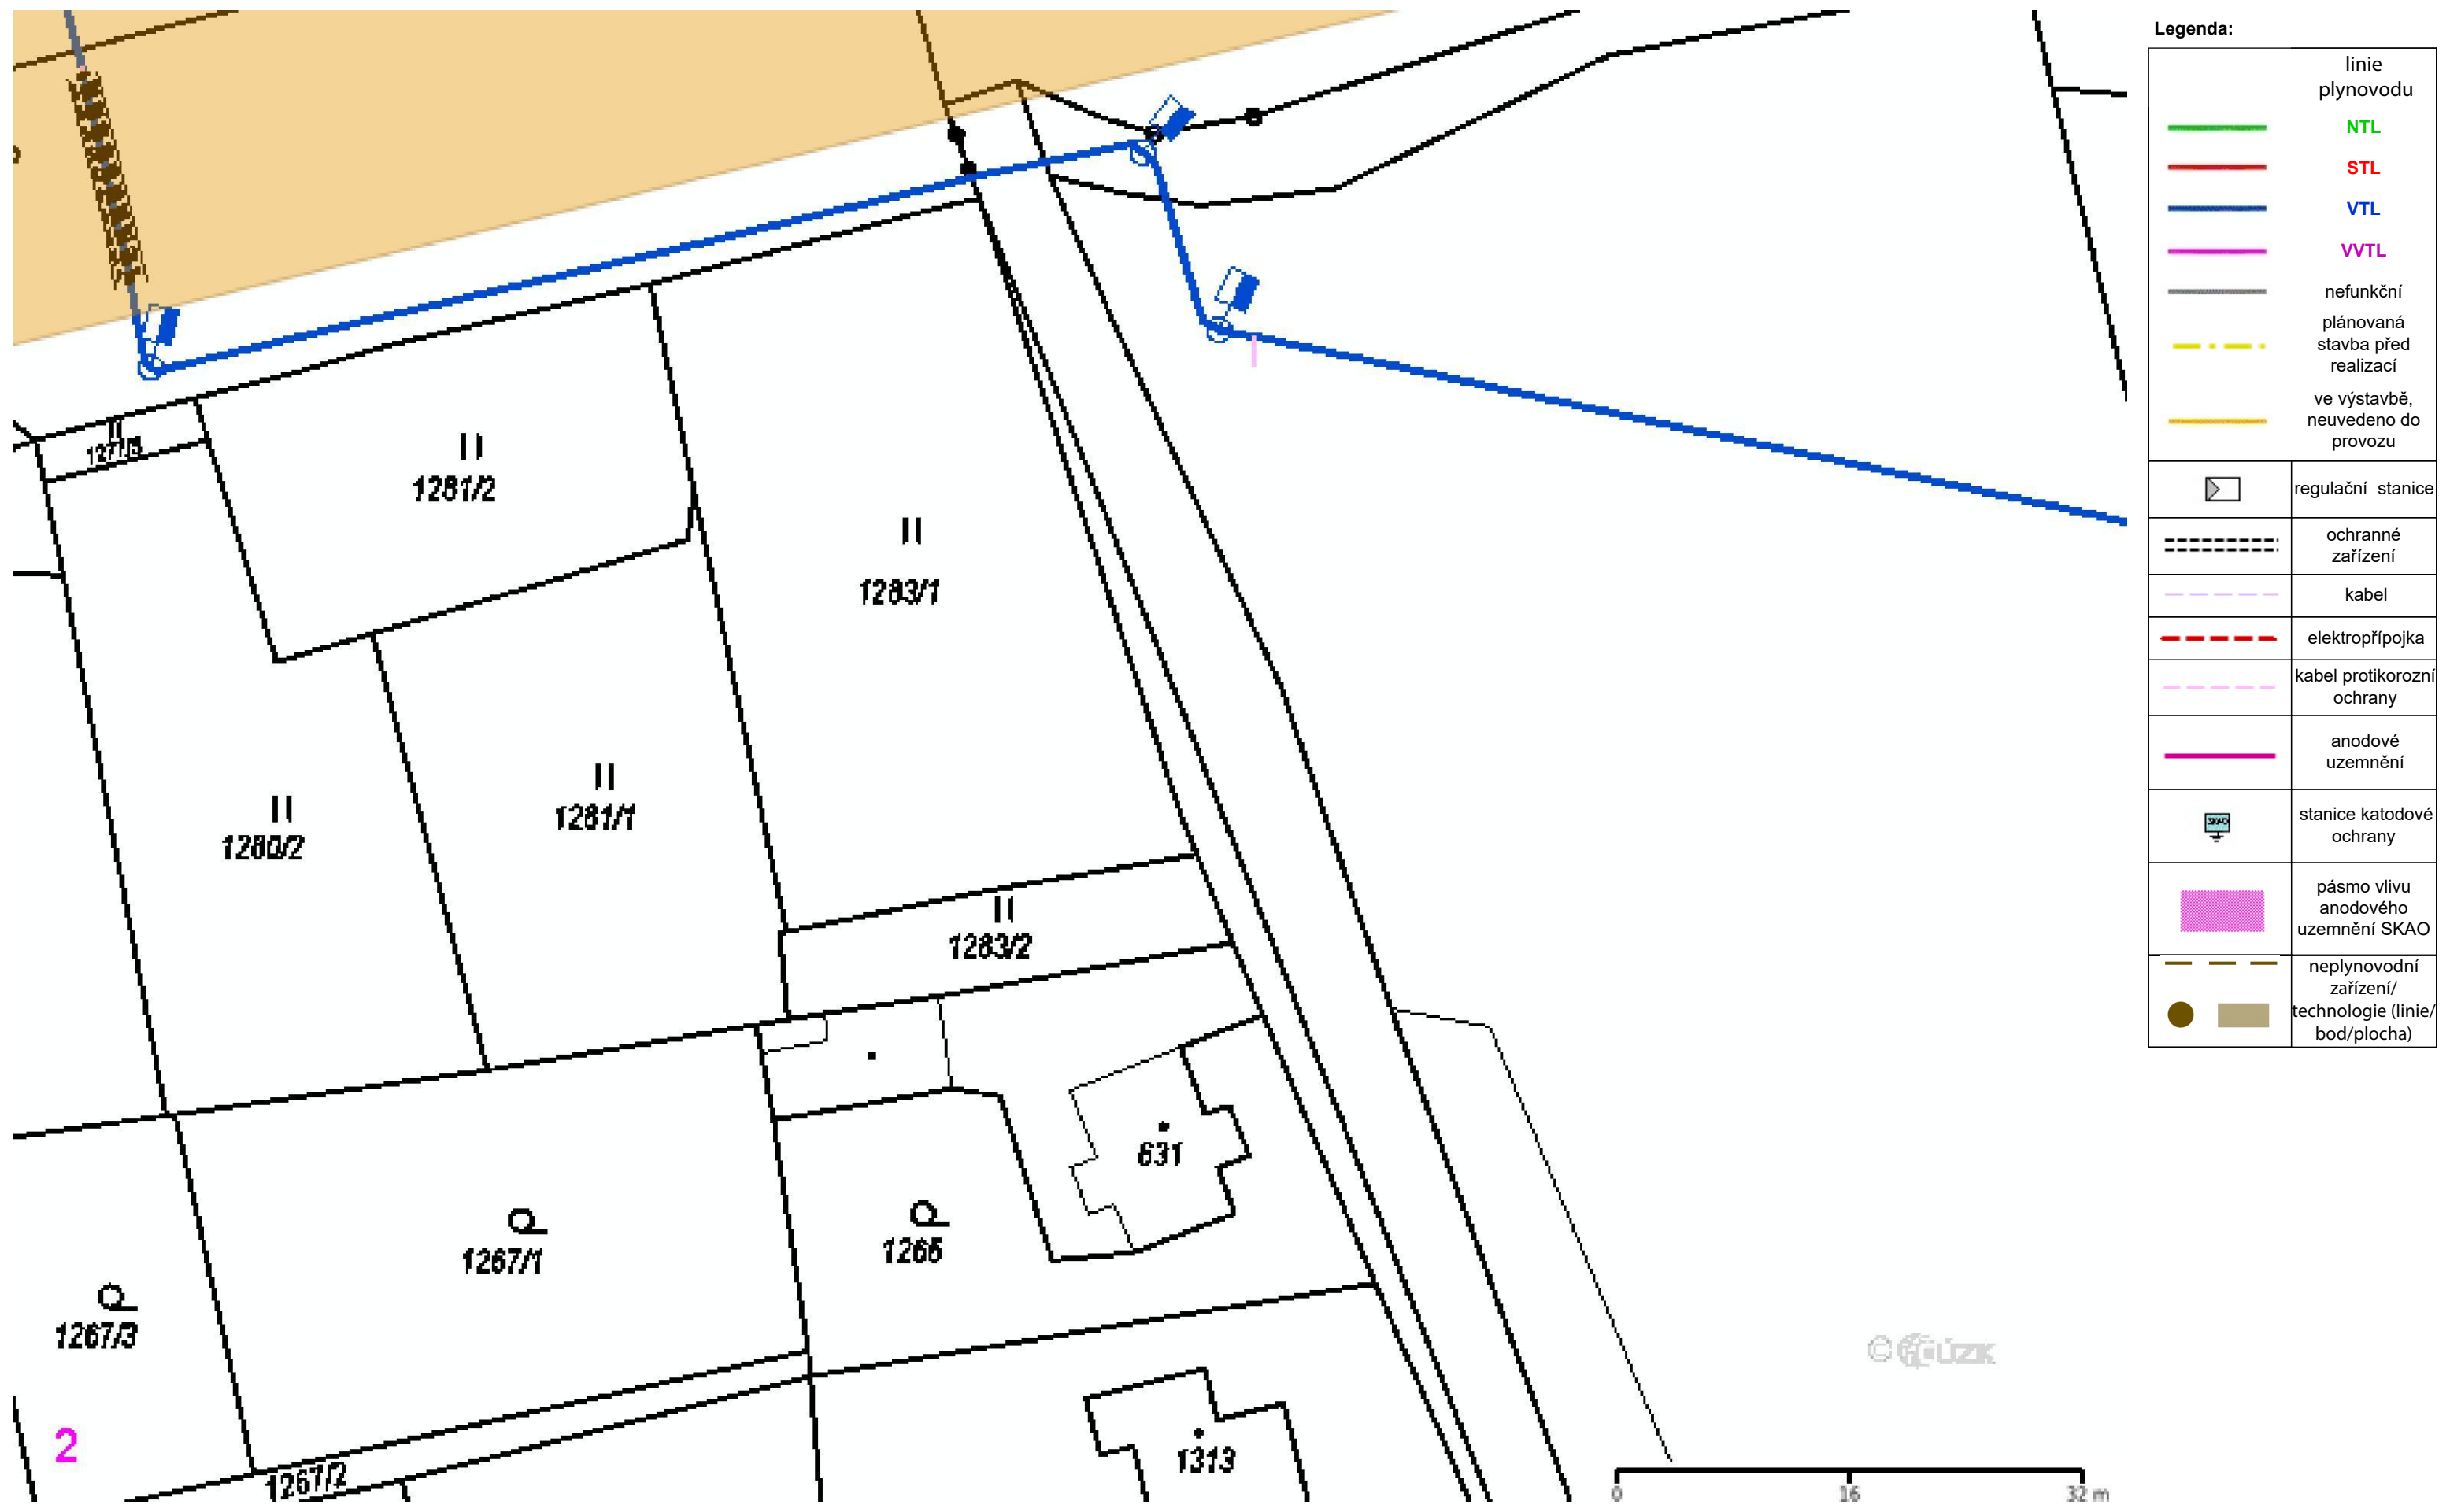 Legenda:
linie
plynovodu
NTL
STL
VTL
VVTL
nefunkční
plánovaná
stavba před
realizací
ve výstavbě,
neuvedeno do
provozu
regulační stanice
ochranné
zařízení
kabel
elektropřípojka
kabel protikorozní
ochrany
anodové
uzemnění
SKAO
stanice katodové
ochrany
pásmo vlivu
anodového
uzemnění SKAO
neplynovodní
zařízení/
technologie (linie/
bod/plocha)
1281/2
1283/1
1280/2
1281/1
1283/2
631
1267/1
1266
1267/3
2
1267/2
1313
© ČÚZK
0 16 32 m